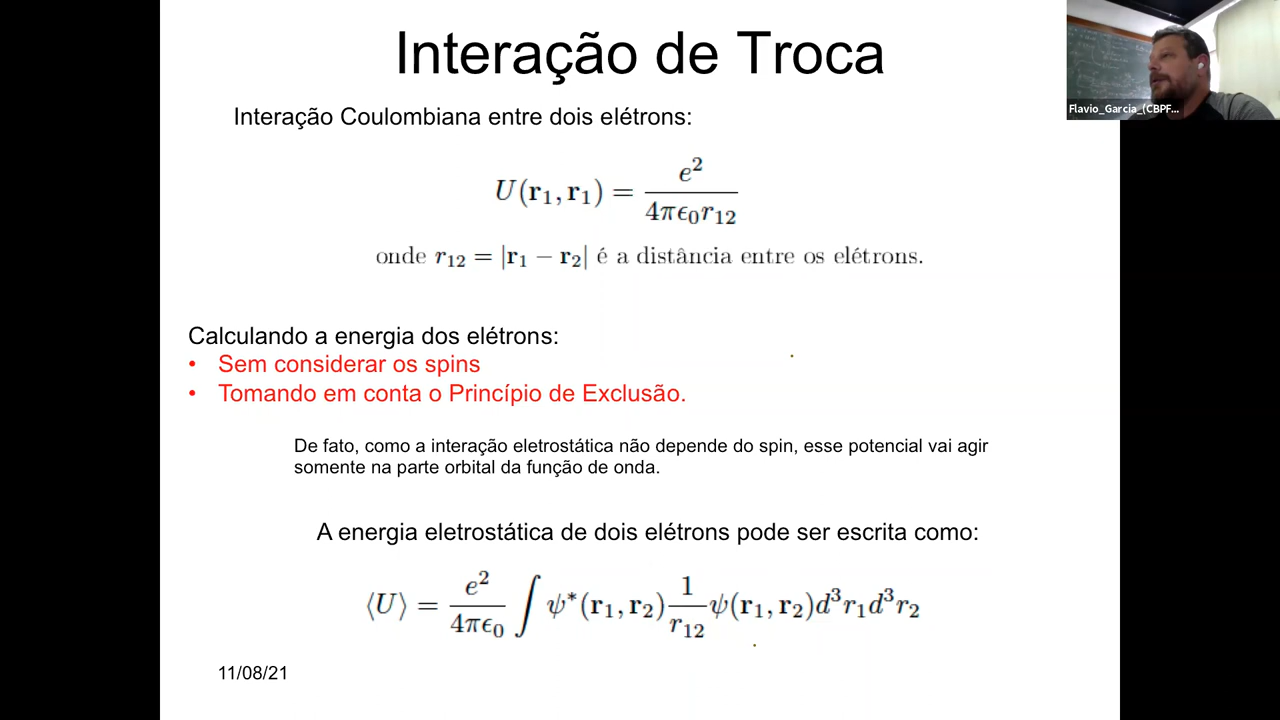 Interação de Troca
Flavio_Garcia_(CBPF...
Interação Coulombiana entre dois elétrons:
U(r₁, r₁) = e² / 4πϵ₀r₁₂
onde r₁₂ = |r₁ − r₂| é a distância entre os elétrons.
Calculando a energia dos elétrons:
• Sem considerar os spins
• Tomando em conta o Princípio de Exclusão.
De fato, como a interação eletrostática não depende do spin, esse potencial vai agir
somente na parte orbital da função de onda.
A energia eletrostática de dois elétrons pode ser escrita como:
⟨U⟩ = e² / 4πϵ₀ ∫ ψ*(r₁, r₂) 1 / r₁₂ ψ(r₁, r₂)d³r₁d³r₂
11/08/21